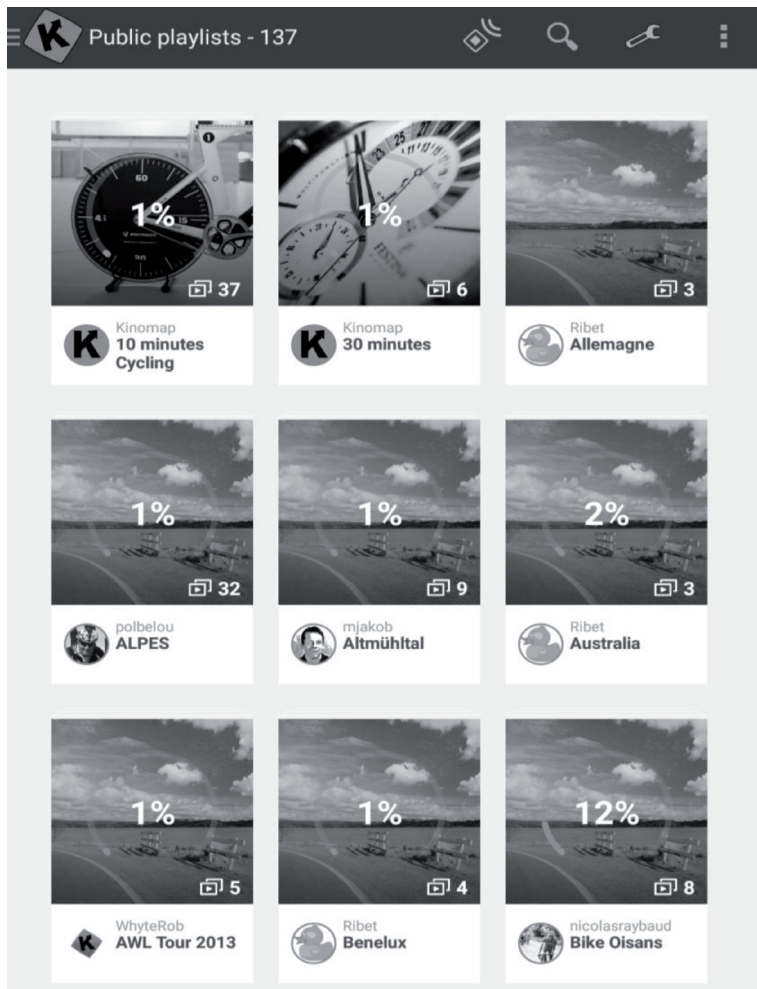 Public playlists - 137
1%
37
Kinomap
10 minutes
Cycling
1%
6
Kinomap
30 minutes
3
Ribet
Allemagne
1%
32
polbelou
ALPES
1%
9
mjakob
Altmühltal
2%
3
Ribet
Australia
1%
5
WhyteRob
AWL Tour 2013
1%
4
Ribet
Benelux
12%
8
nicolasraybaud
Bike Oisans